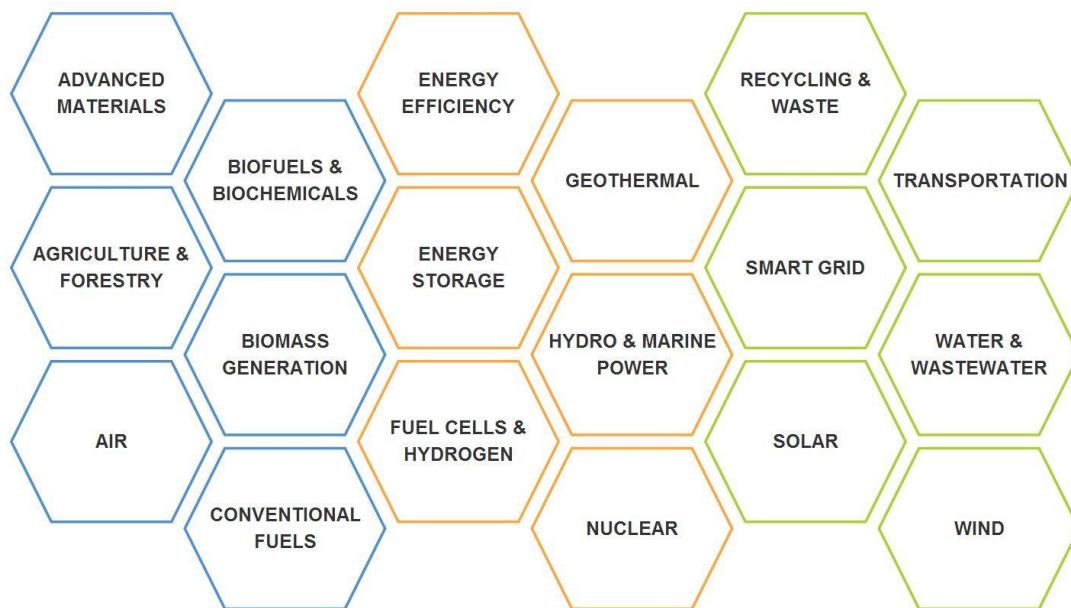 ADVANCED
MATERIALS
AGRICULTURE &
FORESTRY
AIR
BIOFUELS &
BIOCHEMICALS
BIOMASS
GENERATION
CONVENTIONAL
FUELS
ENERGY
EFFICIENCY
ENERGY
STORAGE
FUEL CELLS &
HYDROGEN
GEOTHERMAL
HYDRO & MARINE
POWER
NUCLEAR
RECYCLING &
WASTE
SMART GRID
SOLAR
TRANSPORTATION
WATER &
WASTEWATER
WIND